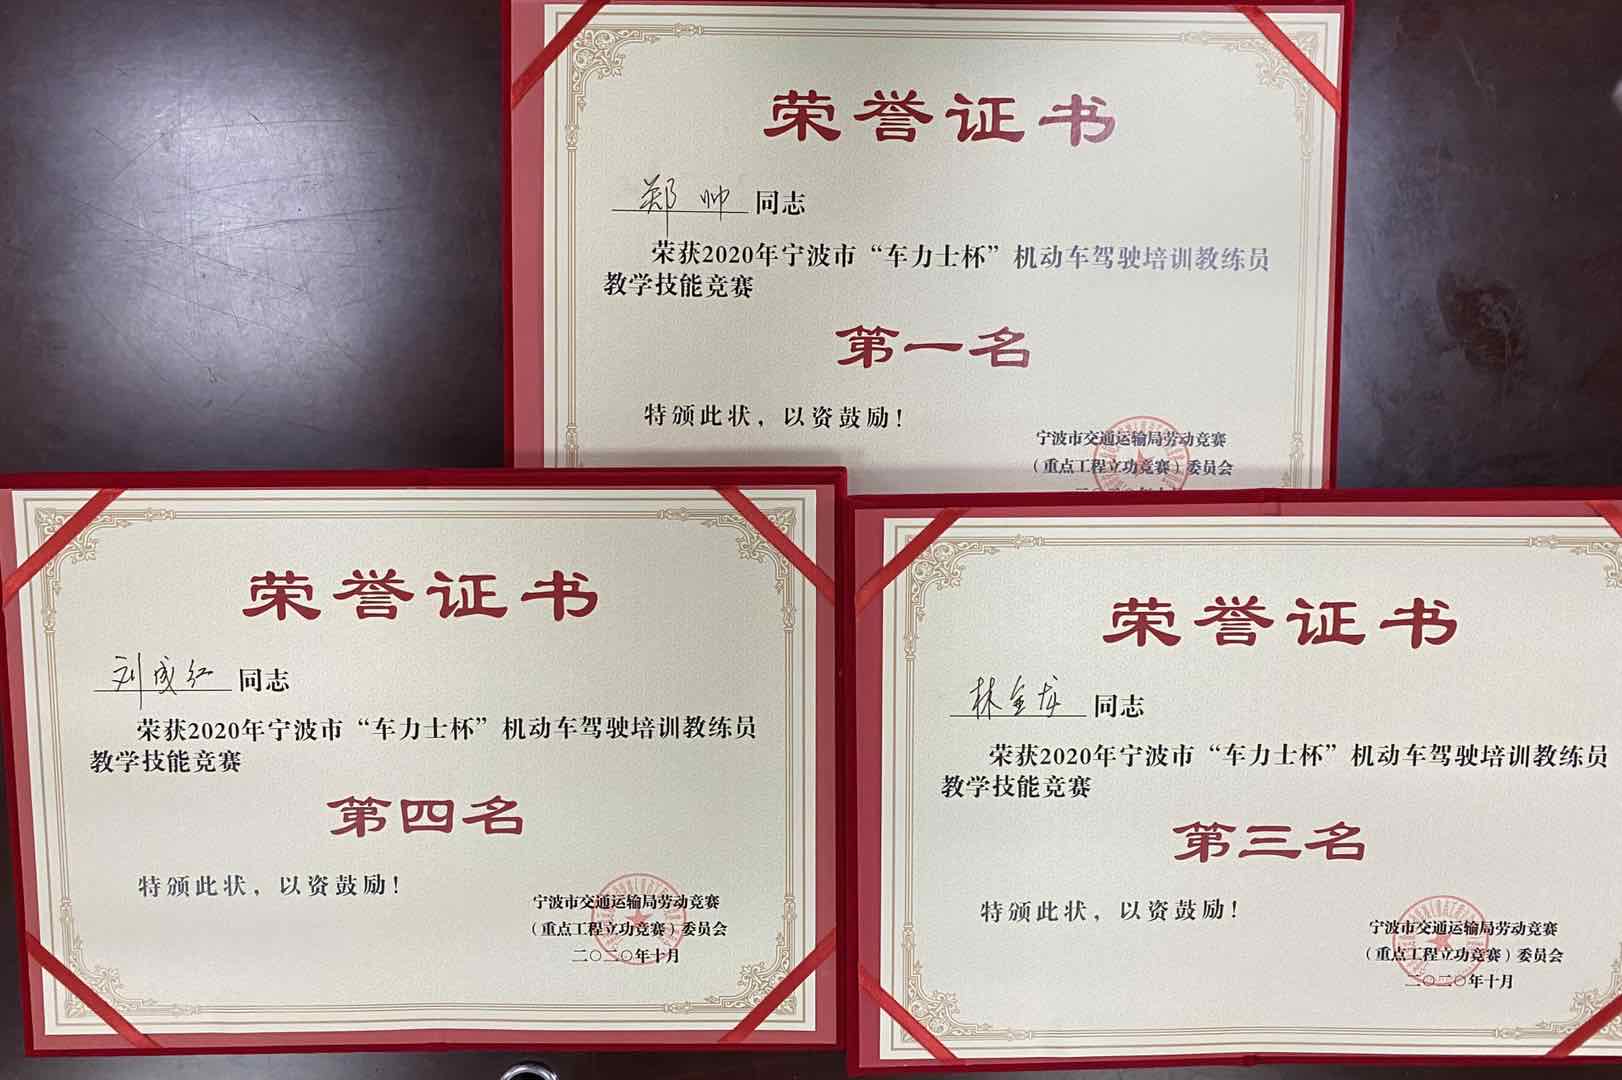 荣誉证书
郑帅 同志
荣获2020年宁波市“车力士杯”机动车驾驶培训教练员
教学技能竞赛
第一名
特颁此状，以资鼓励！
宁波市交通运输局劳动竞赛
（重点工程立功竞赛）委员会
荣誉证书
刘成红 同志
荣获2020年宁波市“车力士杯”机动车驾驶培训教练员
教学技能竞赛
第四名
特颁此状，以资鼓励！
宁波市交通运输局劳动竞赛
（重点工程立功竞赛）委员会
二〇二〇年十月
荣誉证书
林金龙 同志
荣获2020年宁波市“车力士杯”机动车驾驶培训教练员
教学技能竞赛
第三名
特颁此状，以资鼓励！
宁波市交通运输局劳动竞赛
（重点工程立功竞赛）委员会
二〇二〇年十月